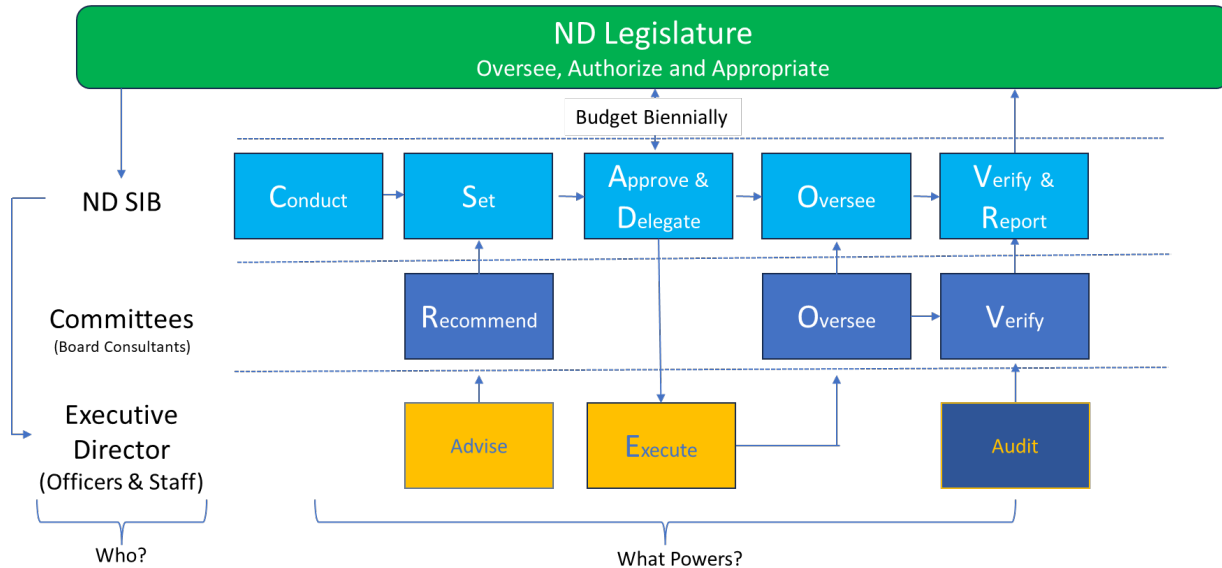 ND Legislature
Oversee, Authorize and Appropriate
Budget Biennially
ND SIB
Conduct
Set
Approve &
Delegate
Oversee
Verify &
Report
Committees
(Board Consultants)
Recommend
Oversee
Verify
Executive
Director
(Officers & Staff)
Advise
Execute
Audit
Who?
What Powers?